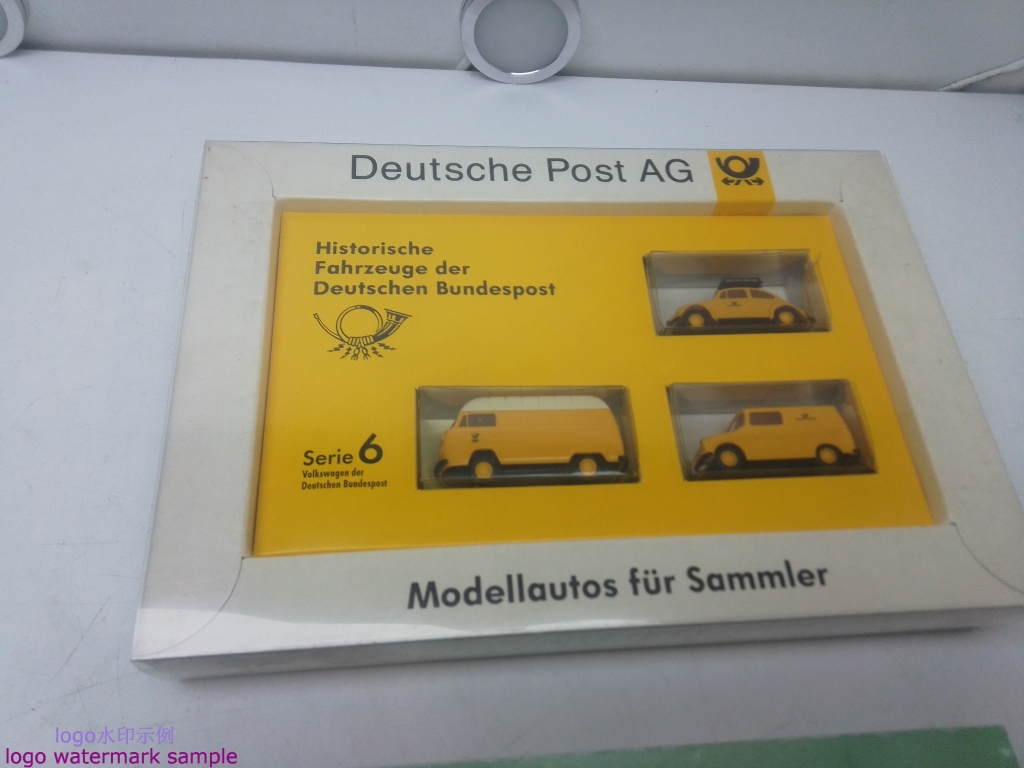 Deutsche Post AG
Historische
Fahrzeuge der
Deutschen Bundespost
Serie 6
Volkswagen der
Deutschen Bundespost
Modellautos für Sammler
logo水印示例
logo watermark sample